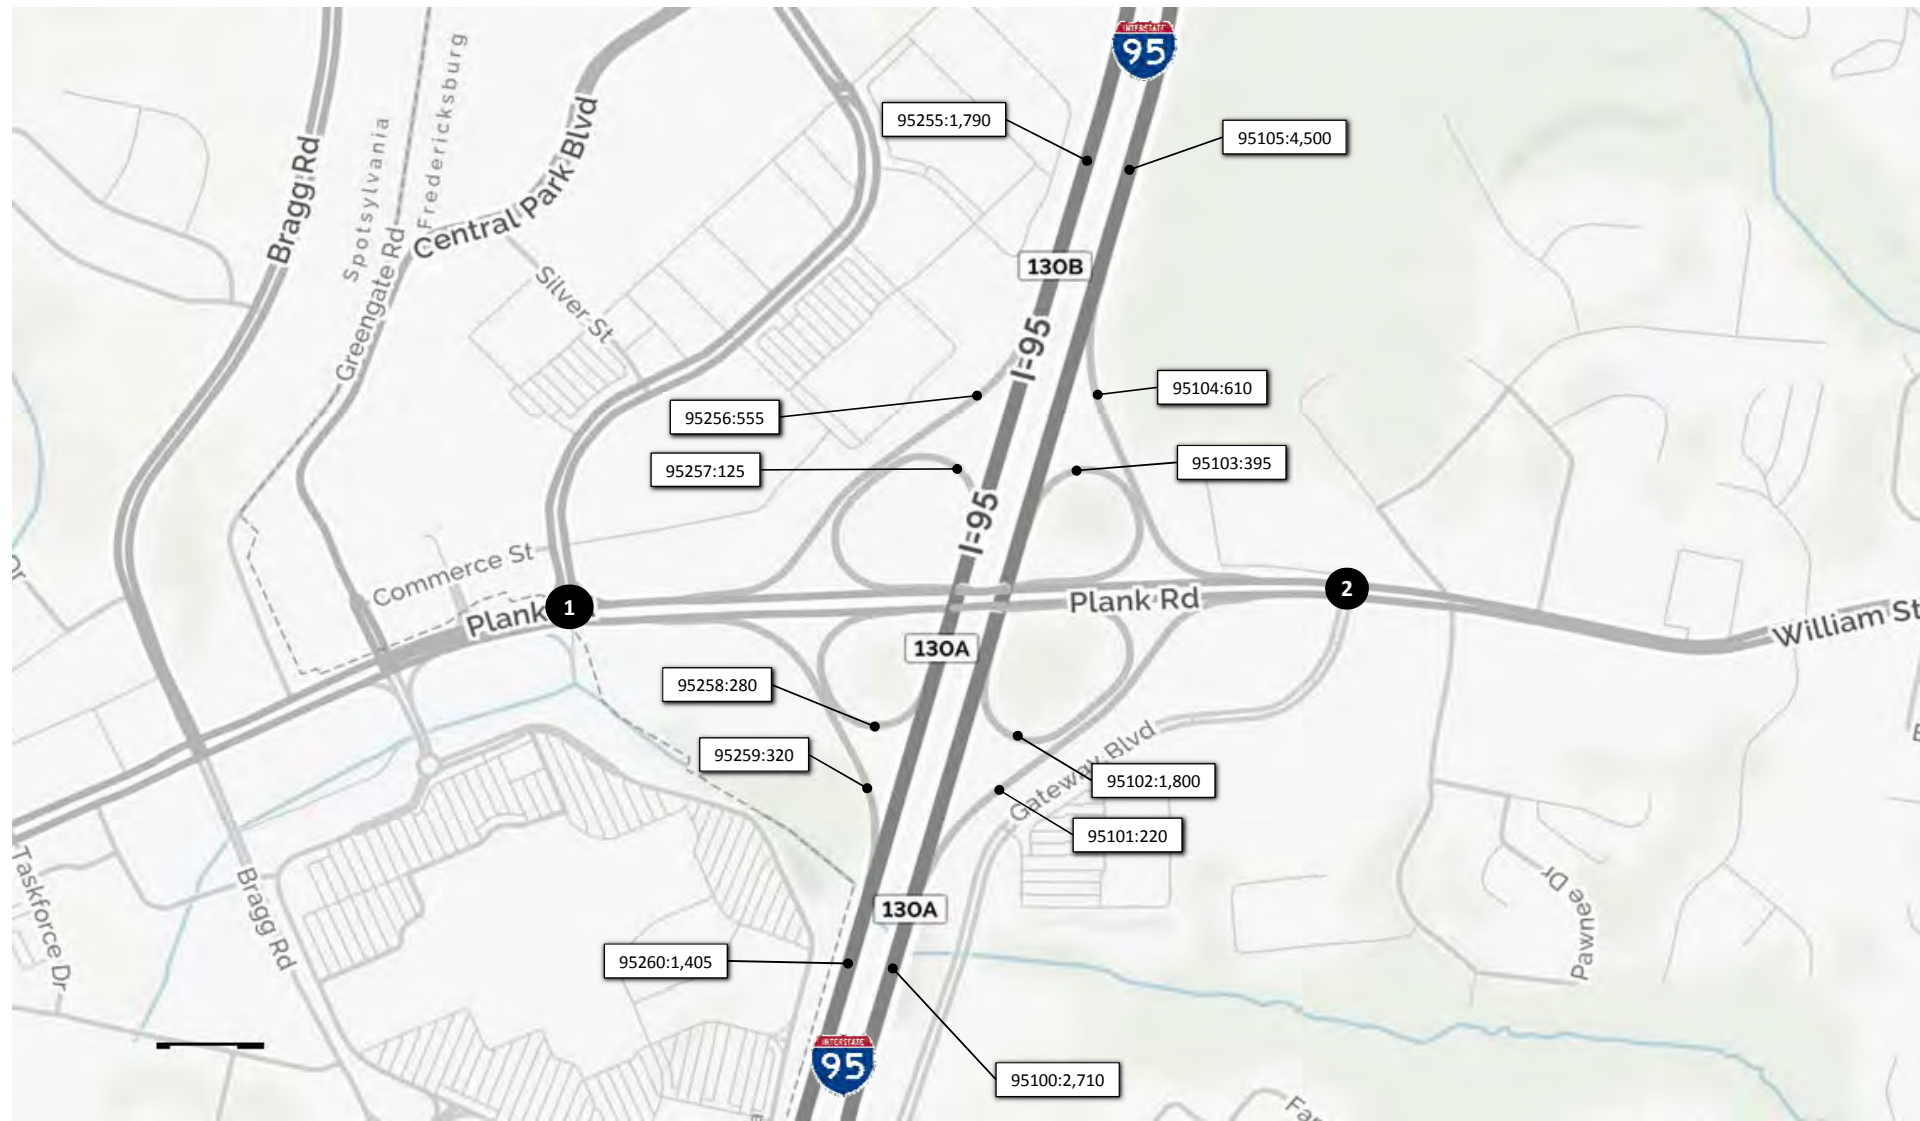 INTERSTATE
95
95255:1,790
95105:4,500
Bragg Rd
Spotsylvania
Fredericksburg
Central Park Blvd
Greengate Rd
Silver St
130B
I-95
95256:555
95104:610
95257:125
95103:395
I-95
Commerce St
Plank
1
2
Plank Rd
William St
130A
95258:280
95259:320
Gateway Blvd
95102:1,800
95101:220
Taskforce Dr
Bragg Rd
130A
Pawnee Dr
95260:1,405
INTERSTATE
95
95100:2,710
Dr